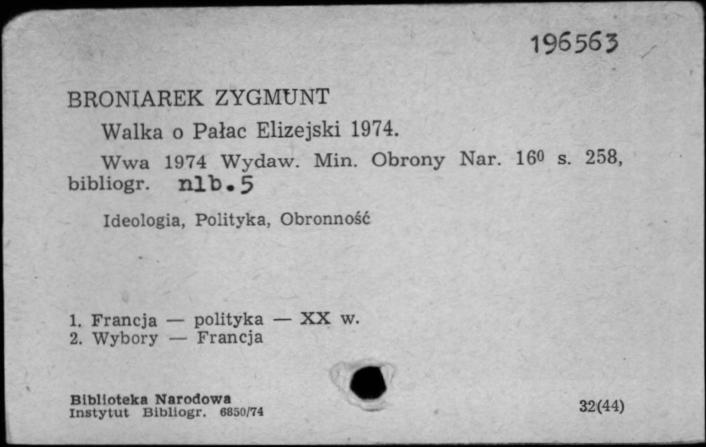 196563
BRONIAREK ZYGMUNT
Walka o Pałac Elizejski 1974.
Wwa 1974 Wydaw. Min. Obrony Nar. 16⁰ s. 258,
bibliogr. nlb.5
Ideologia, Polityka, Obronność
1. Francja — polityka — XX w.
2. Wybory — Francja
Biblioteka Narodowa
Instytut Bibliogr. 6850/74
32(44)